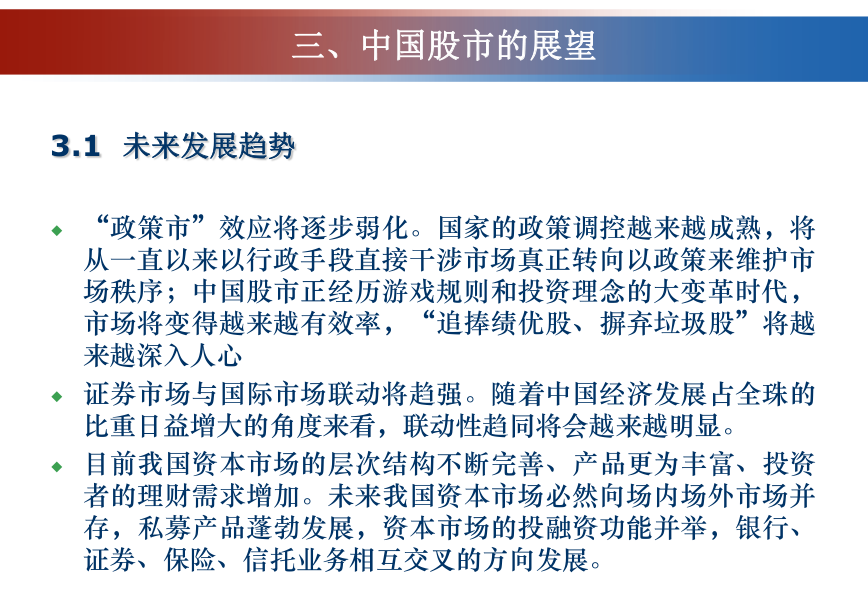 三、中国股市的展望
3.1 未来发展趋势
“政策市”效应将逐步弱化。国家的政策调控越来越成熟，将
从一直以来以行政手段直接干涉市场真正转向以政策来维护市
场秩序；中国股市正经历游戏规则和投资理念的大变革时代，
市场将变得越来越有效率，“追捧绩优股、摒弃垃圾股”将越
来越深入人心
证券市场与国际市场联动将趋强。随着中国经济发展占全珠的
比重日益增大的角度来看，联动性趋同将会越来越明显。
目前我国资本市场的层次结构不断完善、产品更为丰富、投资
者的理财需求增加。未来我国资本市场必然向场内场外市场并
存，私募产品蓬勃发展，资本市场的投融资功能并举，银行、
证券、保险、信托业务相互交叉的方向发展。